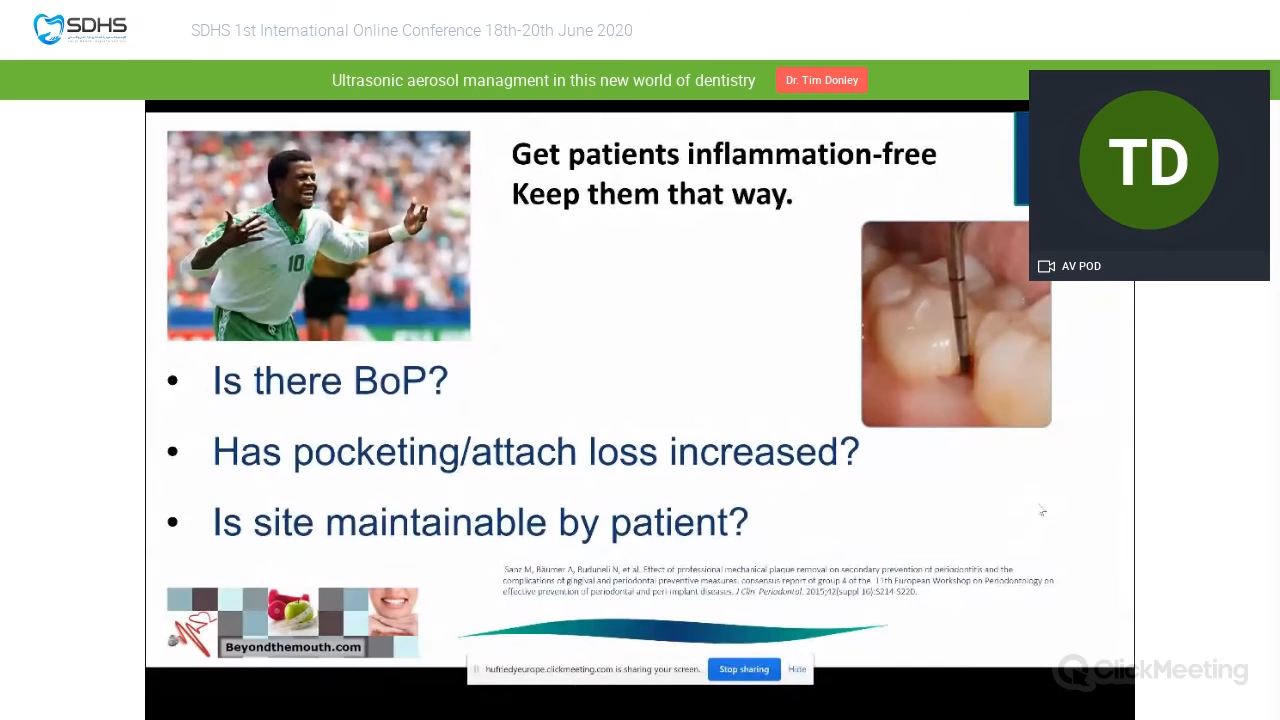 SDHS
SDHS 1st International Online Conference 18th-20th June 2020
Ultrasonic aerosol managment in this new world of dentistry
Dr. Tim Donley
TD
AV POD
Get patients inflammation-free
Keep them that way.
10
• Is there BoP?
• Has pocketing/attach loss increased?
• Is site maintainable by patient?
Sanz M, Bäumer A, Buduneli N, et al. Effect of professional mechanical plaque removal on secondary prevention of periodontitis and the
complications of gingival and periodontal preventive measures. consensus report of group 4 of the 11th European Workshop on Periodontology on
effective prevention of periodontal and peri-implant diseases. J Clin Periodontol. 2015;42(suppl 16):S214-S220.
Beyondthemouth.com
hufriedyeurope.clickmeeting.com is sharing your screen.
Stop sharing
Hide
ClickMeeting